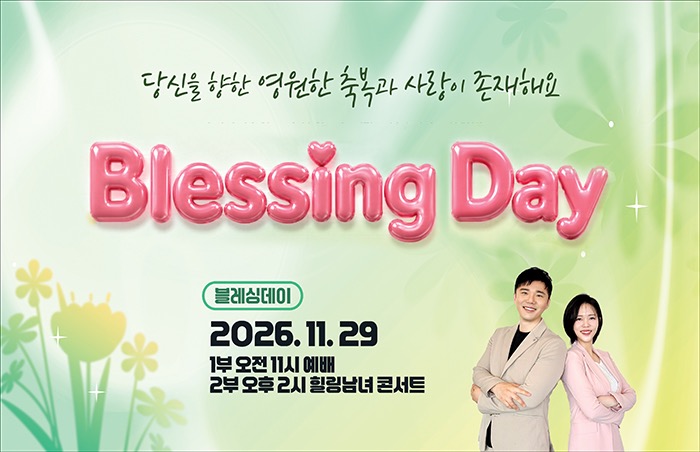 당신을 향한 영원한 축복과 사랑이 존재해요
Blessing Day
블레싱데이
2026. 11. 29
1부 오전 11시 예배
2부 오후 2시 힐링남녀 콘서트